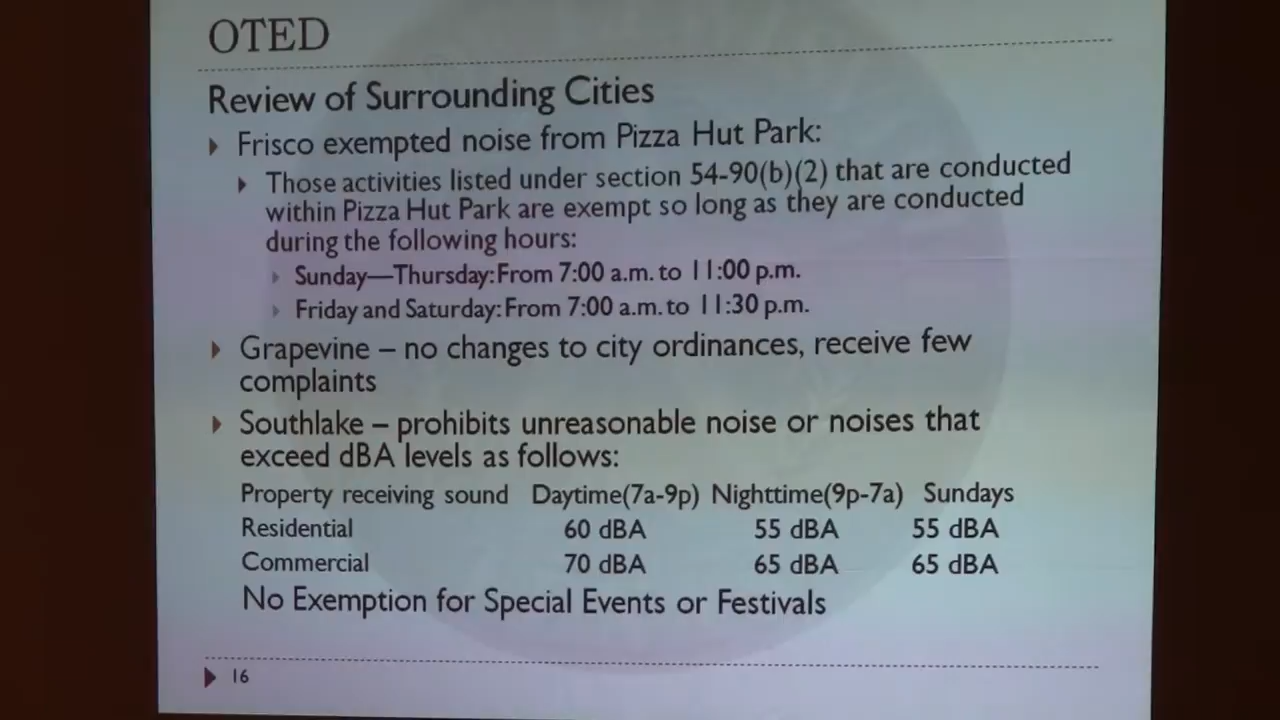 OTED
Review of Surrounding Cities
Frisco exempted noise from Pizza Hut Park:
Those activities listed under section 54-90(b)(2) that are conducted
within Pizza Hut Park are exempt so long as they are conducted
during the following hours:
Sunday—Thursday: From 7:00 a.m. to 11:00 p.m.
Friday and Saturday: From 7:00 a.m. to 11:30 p.m.
Grapevine – no changes to city ordinances, receive few
complaints
Southlake – prohibits unreasonable noise or noises that
exceed dBA levels as follows:
Property receiving sound Daytime(7a-9p) Nighttime(9p-7a) Sundays
Residential 60 dBA 55 dBA 55 dBA
Commercial 70 dBA 65 dBA 65 dBA
No Exemption for Special Events or Festivals
16